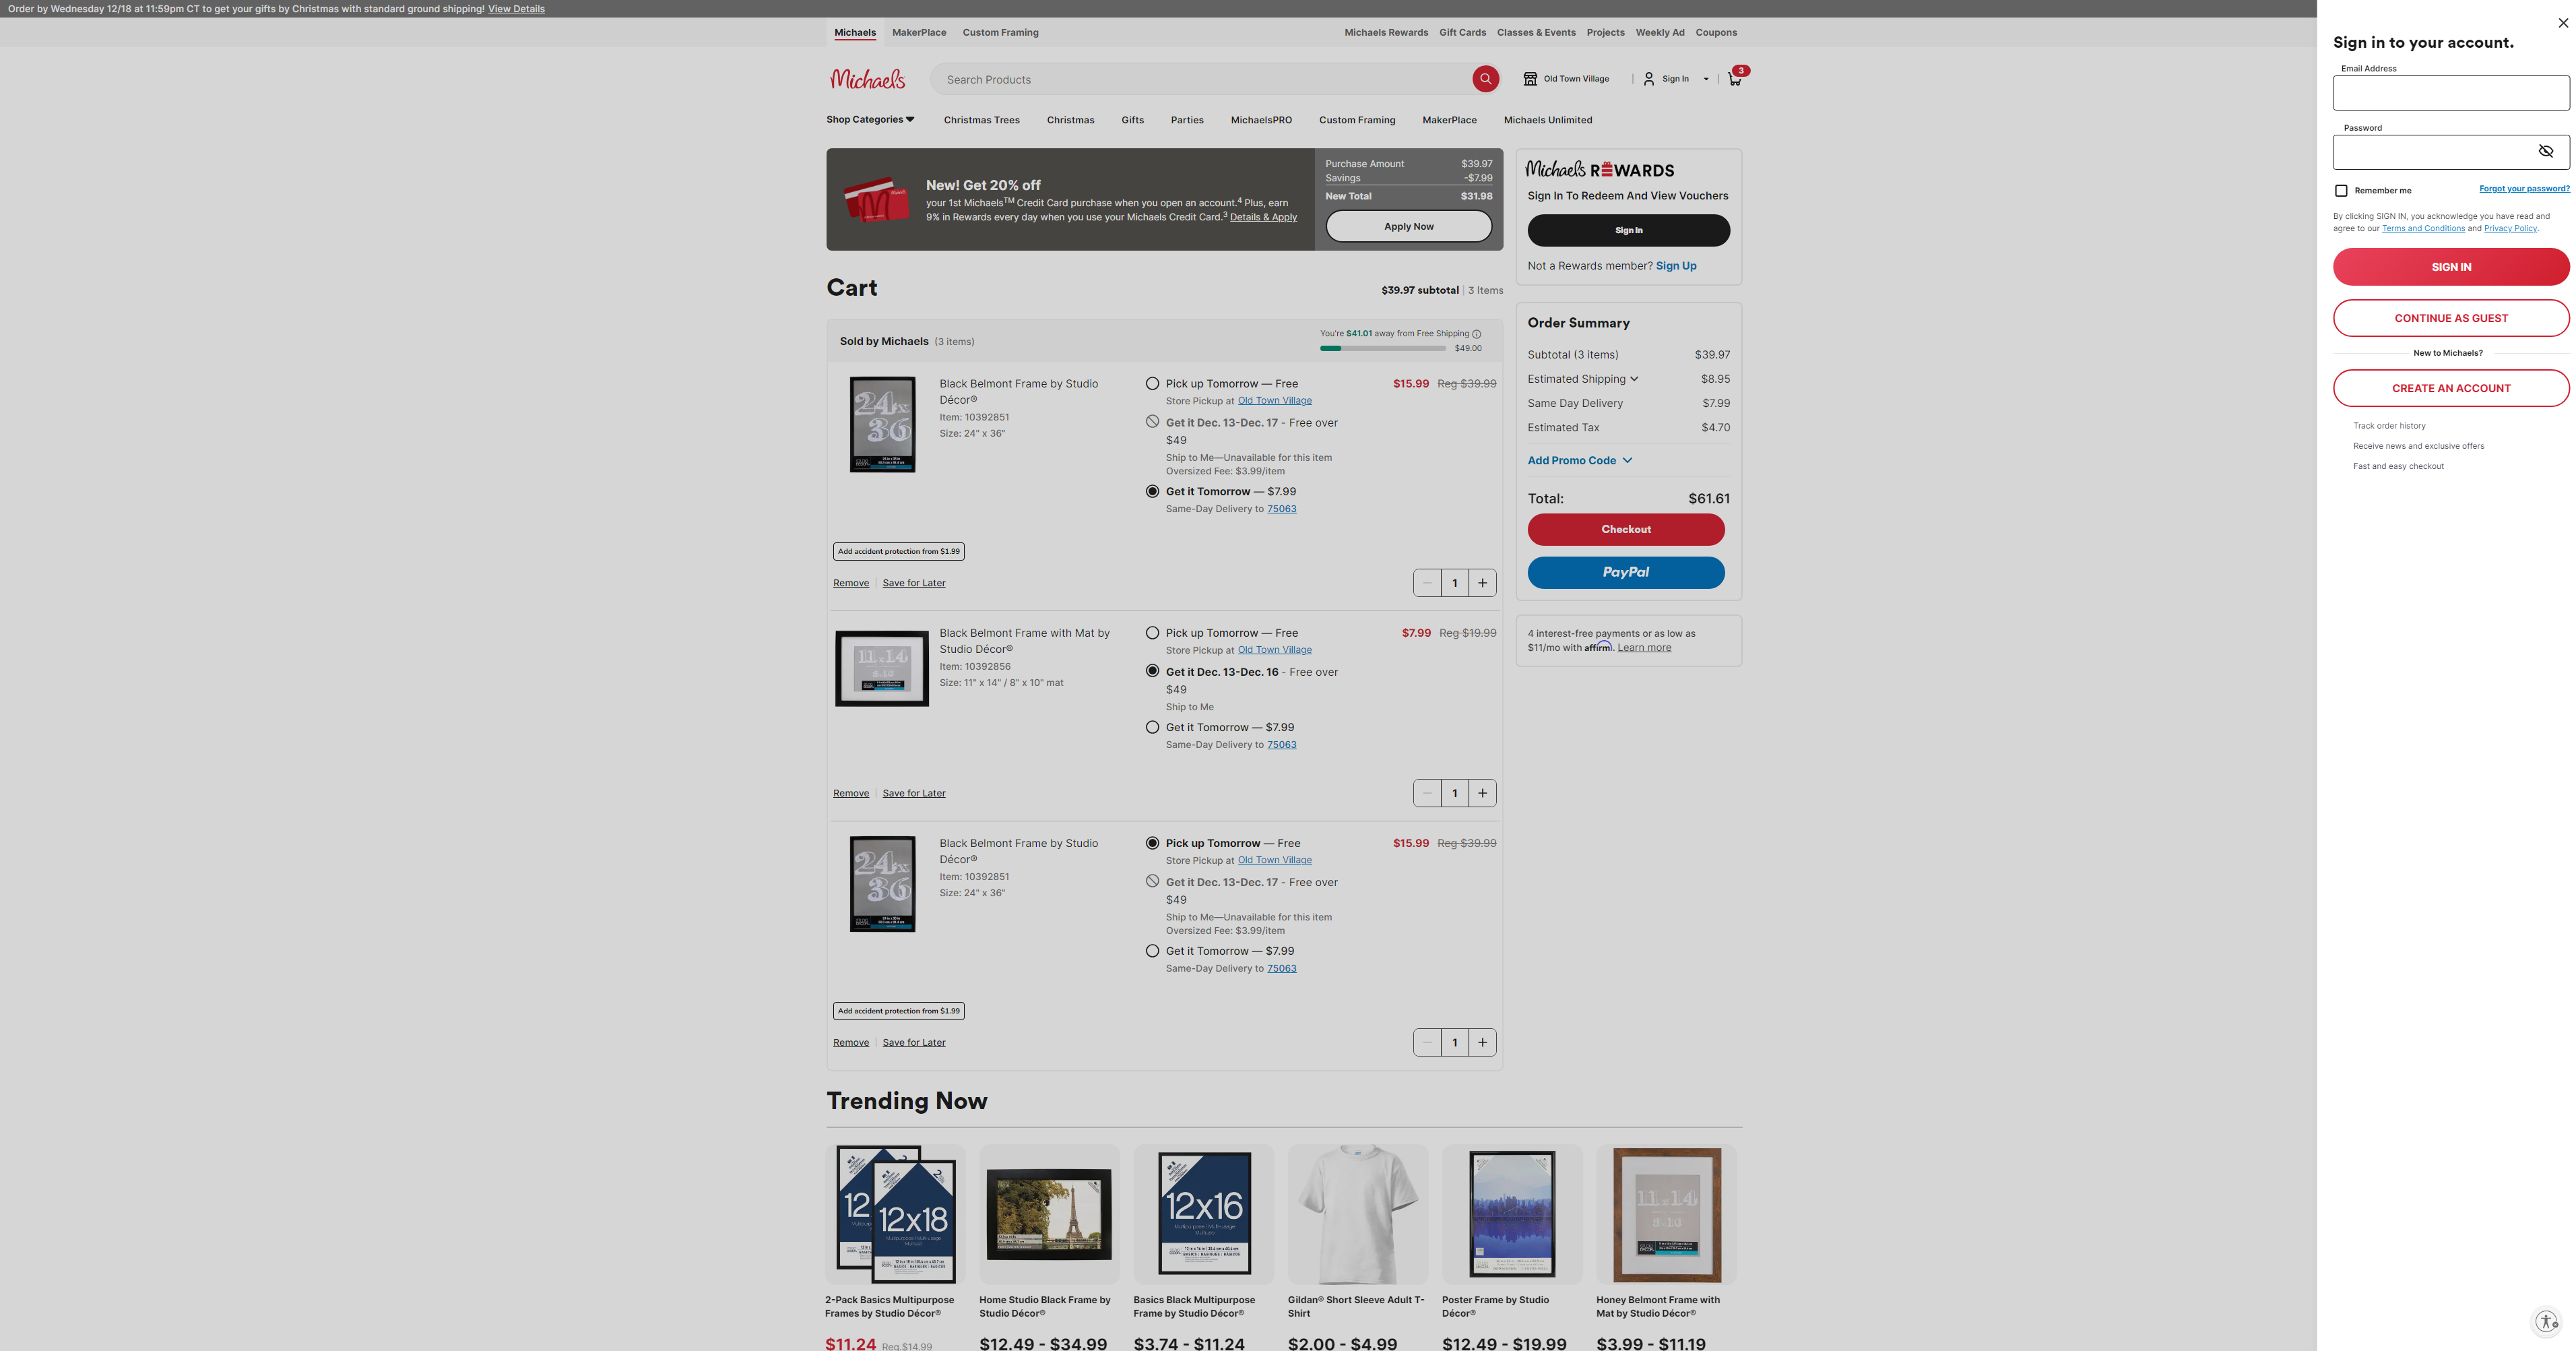 Order by Wednesday 12/18 at 11:59pm CT to get your gifts by Christmas with standard ground shipping! View Details
Michaels MakerPlace Custom Framing
Michaels Rewards Gift Cards Classes & Events Projects Weekly Ad Coupons
Michaels
Search Products
Old Town Village
Sign In
3
Shop Categories Christmas Trees Christmas Gifts Parties MichaelsPRO Custom Framing MakerPlace Michaels Unlimited
New! Get 20% off
your 1st Michaels™ Credit Card purchase when you open an account.⁴ Plus, earn
9% in Rewards every day when you use your Michaels Credit Card.³ Details & Apply
Purchase Amount $39.97
Savings -$7.99
New Total $31.98
Apply Now
Michaels REWARDS
Sign In To Redeem And View Vouchers
Sign In
Not a Rewards member? Sign Up
Cart
$39.97 subtotal | 3 Items
Sold by Michaels (3 items)
You're $41.01 away from Free Shipping
$49.00
24x
36
Black Belmont Frame by Studio
Décor®
Item: 10392851
Size: 24" x 36"
Pick up Tomorrow — Free
Store Pickup at Old Town Village
Get it Dec. 13-Dec. 17 - Free over
$49
Ship to Me—Unavailable for this item
Oversized Fee: $3.99/item
Get it Tomorrow — $7.99
Same-Day Delivery to 75063
$15.99 Reg $39.99
Add accident protection from $1.99
Remove | Save for Later
1
11x14
8x10
Black Belmont Frame with Mat by
Studio Décor®
Item: 10392856
Size: 11" x 14" / 8" x 10" mat
Pick up Tomorrow — Free
Store Pickup at Old Town Village
Get it Dec. 13-Dec. 16 - Free over
$49
Ship to Me
Get it Tomorrow — $7.99
Same-Day Delivery to 75063
$7.99 Reg $19.99
Remove | Save for Later
1
24x
36
Black Belmont Frame by Studio
Décor®
Item: 10392851
Size: 24" x 36"
Pick up Tomorrow — Free
Store Pickup at Old Town Village
Get it Dec. 13-Dec. 17 - Free over
$49
Ship to Me—Unavailable for this item
Oversized Fee: $3.99/item
Get it Tomorrow — $7.99
Same-Day Delivery to 75063
$15.99 Reg $39.99
Add accident protection from $1.99
Remove | Save for Later
1
Order Summary
Subtotal (3 items) $39.97
Estimated Shipping $8.95
Same Day Delivery $7.99
Estimated Tax $4.70
Add Promo Code
Total: $61.61
Checkout
PayPal
4 interest-free payments or as low as
$11/mo with affirm. Learn more
Trending Now
12
12x18
12x16
11x14
8x10
2-Pack Basics Multipurpose
Frames by Studio Décor®
$11.24 Reg.$14.99
Home Studio Black Frame by
Studio Décor®
$12.49 - $34.99
Basics Black Multipurpose
Frame by Studio Décor®
$3.74 - $11.24
Gildan® Short Sleeve Adult T-
Shirt
$2.00 - $4.99
Poster Frame by Studio
Décor®
$12.49 - $19.99
Honey Belmont Frame with
Mat by Studio Décor®
$3.99 - $11.19
Sign in to your account.
Email Address
Password
Remember me
Forgot your password?
By clicking SIGN IN, you acknowledge you have read and
agree to our Terms and Conditions and Privacy Policy.
SIGN IN
CONTINUE AS GUEST
New to Michaels?
CREATE AN ACCOUNT
Track order history
Receive news and exclusive offers
Fast and easy checkout